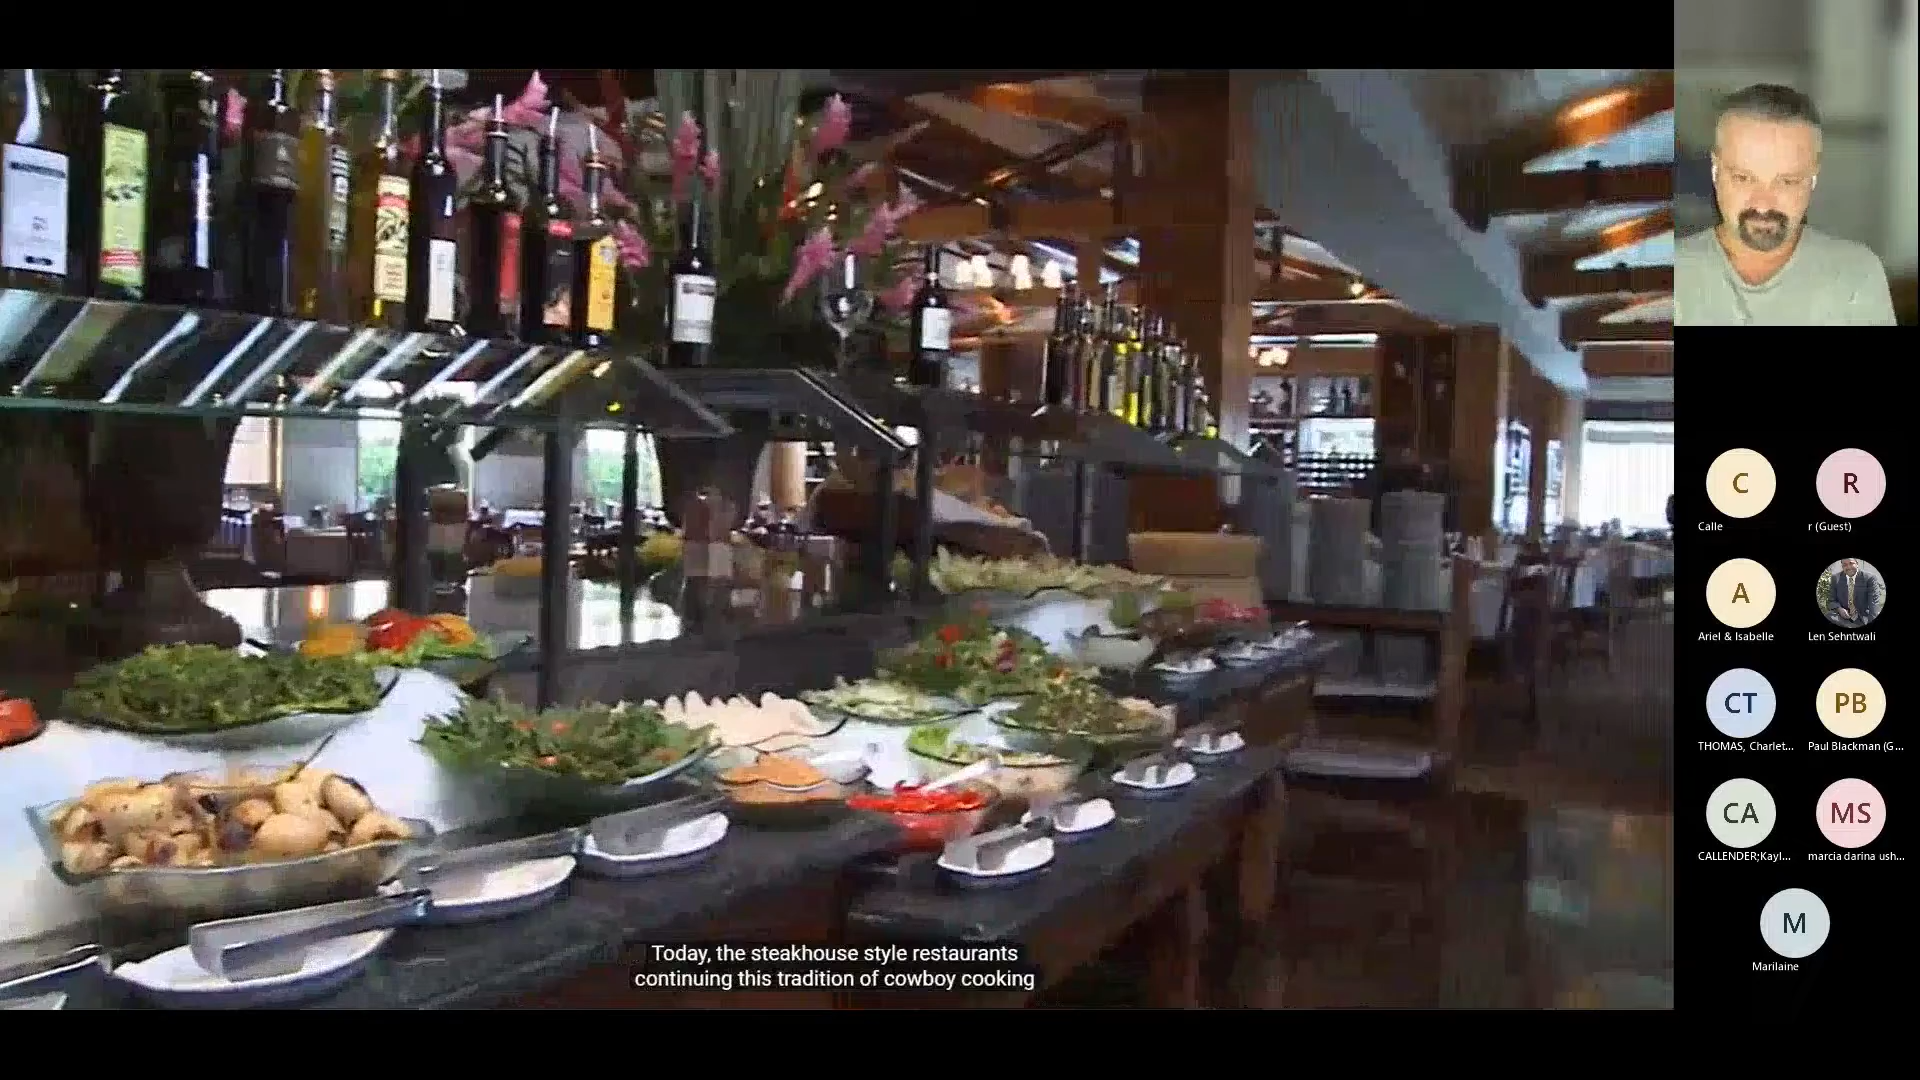 Today, the steakhouse style restaurants
continuing this tradition of cowboy cooking
C
R
Calle
r (Guest)
A
Ariel & Isabelle
Len Sehntwali
CT
PB
THOMAS, Charlet...
Paul Blackman (G...
CA
MS
CALLENDER;Kayl...
marcia darina ush...
M
Marilaine